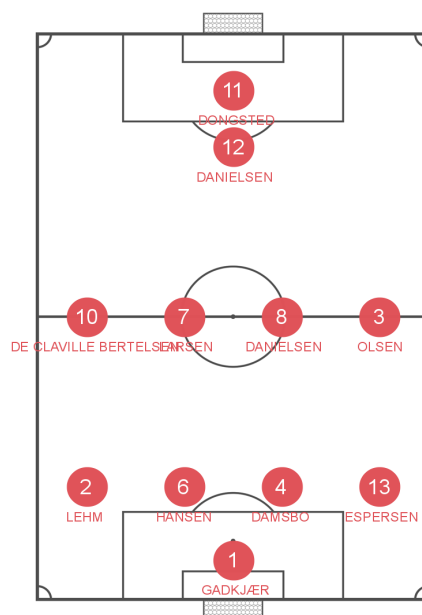 11
DONGSTED
12
DANIELSEN
10 7 8 3
DE CLAVILLE BERTELSEN LARSEN DANIELSEN OLSEN
2 6 4 13
LEHM HANSEN DAMSBO ESPERSEN
1
GADKJÆR